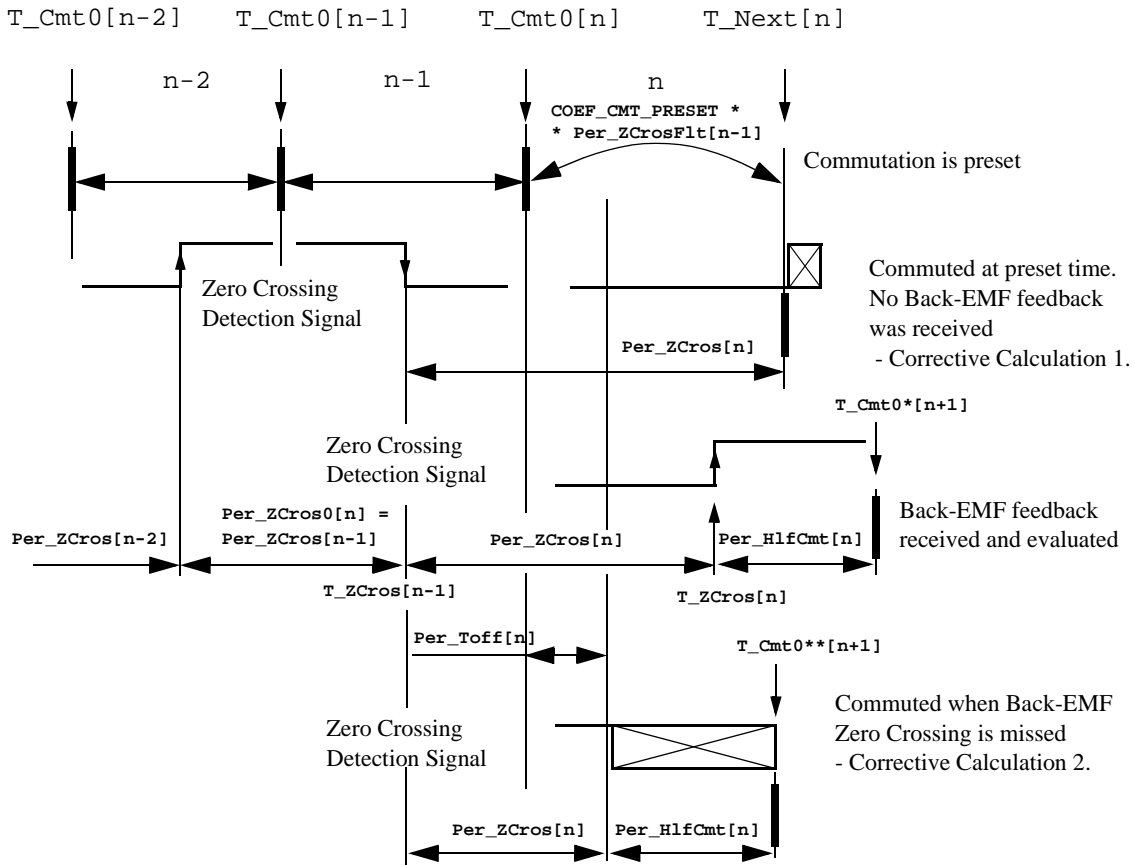 T_Cmt0[n-2]
T_Cmt0[n-1]
T_Cmt0[n]
T_Next[n]
n-2
n-1
n
COEF_CMT_PRESET *
* Per_ZCrosFlt[n-1]
Commutation is preset
Zero Crossing
Detection Signal
Commuted at preset time.
No Back-EMF feedback
was received
- Corrective Calculation 1.
Per_ZCros[n]
T_Cmt0*[n+1]
Zero Crossing
Detection Signal
Back-EMF feedback
received and evaluated
Per_ZCros[n-2]
Per_ZCros0[n] =
Per_ZCros[n-1]
Per_ZCros[n]
Per_HlfCmt[n]
T_ZCros[n-1]
T_ZCros[n]
Per_Toff[n]
T_Cmt0**[n+1]
Zero Crossing
Detection Signal
Commuted when Back-EMF
Zero Crossing is missed
- Corrective Calculation 2.
Per_ZCros[n]
Per_HlfCmt[n]